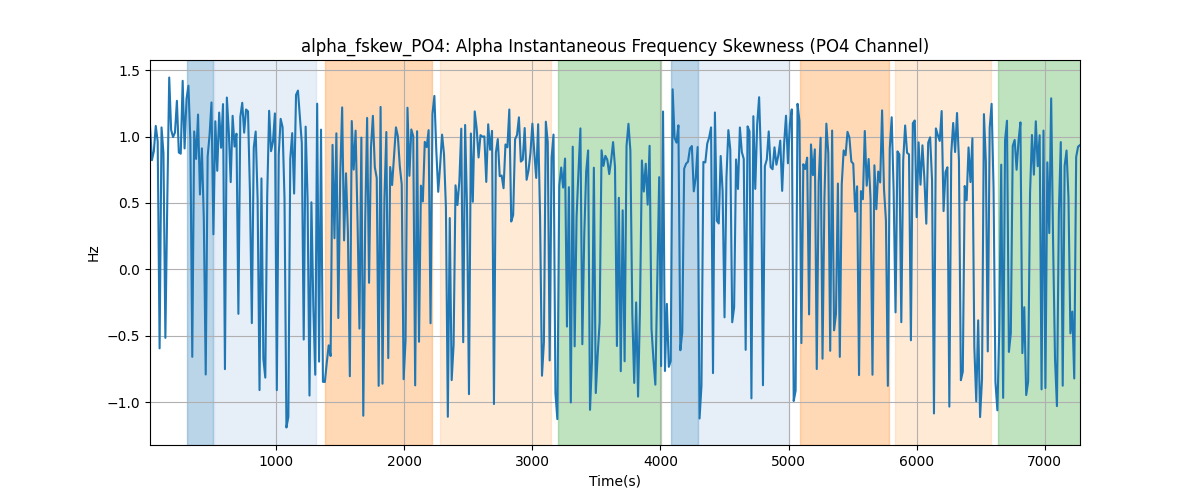 alpha_fskew_PO4: Alpha Instantaneous Frequency Skewness (PO4 Channel)
1.5
1.0
0.5
0.0
−0.5
−1.0
Hz
1000 2000 3000 4000 5000 6000 7000
Time(s)